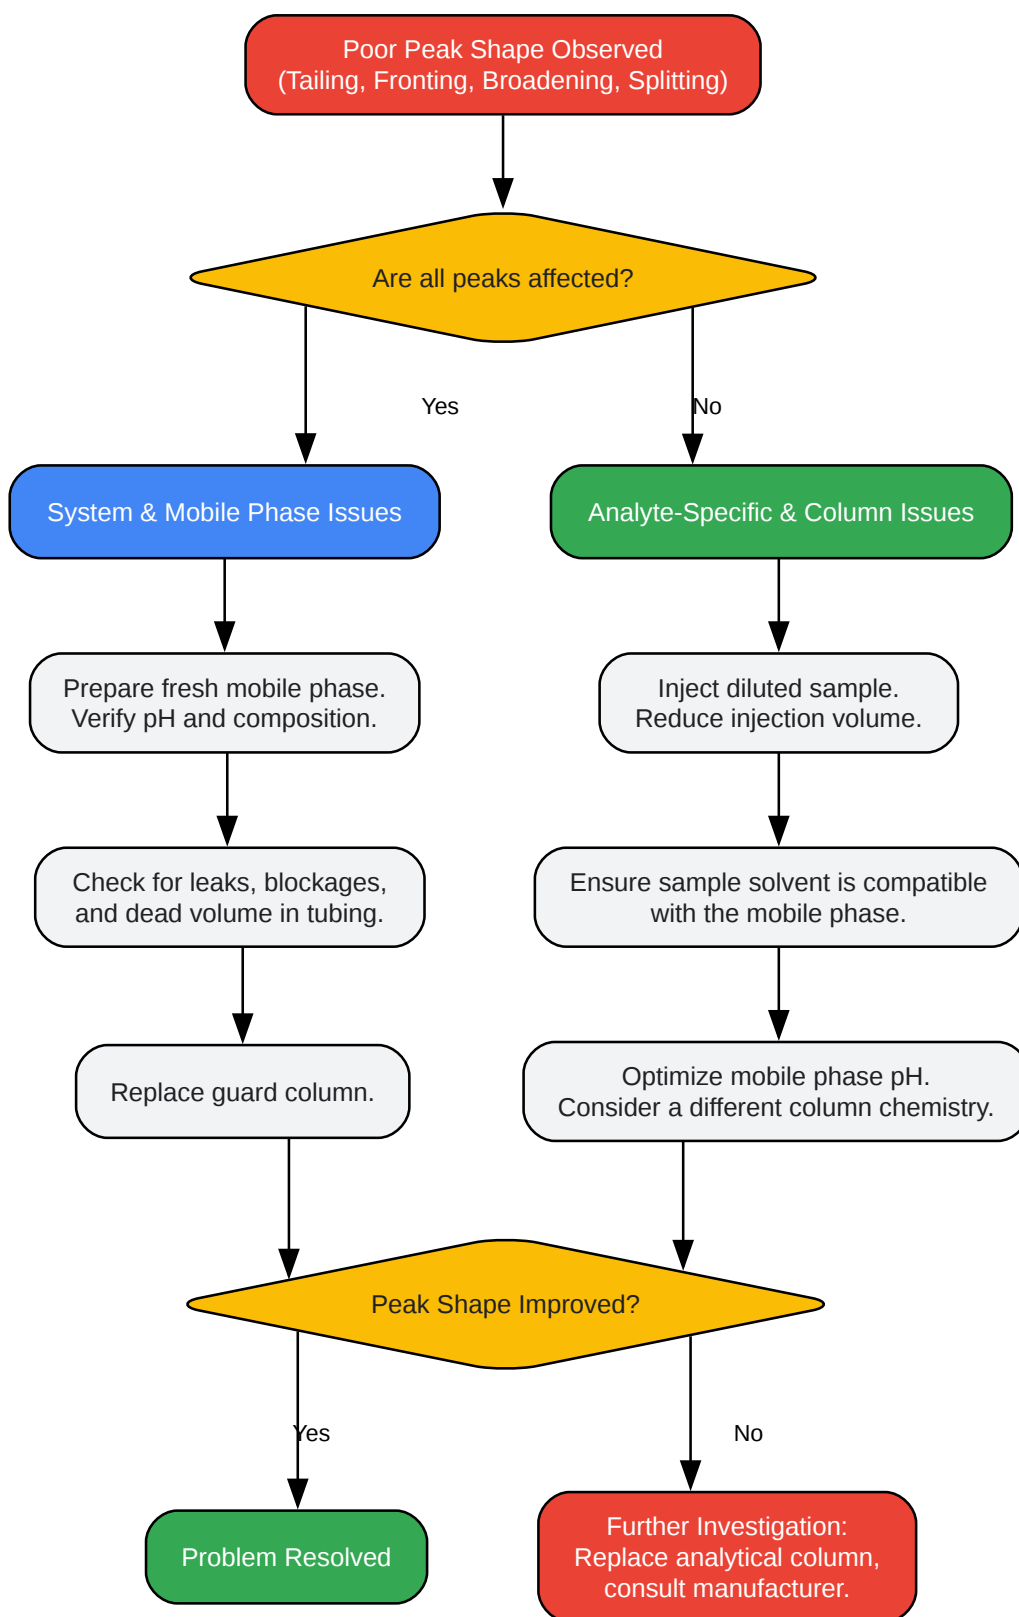 Poor Peak Shape Observed
(Tailing, Fronting, Broadening, Splitting)
Are all peaks affected?
Yes
No
System & Mobile Phase Issues
Analyte-Specific & Column Issues
Prepare fresh mobile phase.
Verify pH and composition.
Inject diluted sample.
Reduce injection volume.
Check for leaks, blockages,
and dead volume in tubing.
Ensure sample solvent is compatible
with the mobile phase.
Replace guard column.
Optimize mobile phase pH.
Consider a different column chemistry.
Peak Shape Improved?
Yes
No
Problem Resolved
Further Investigation:
Replace analytical column,
consult manufacturer.